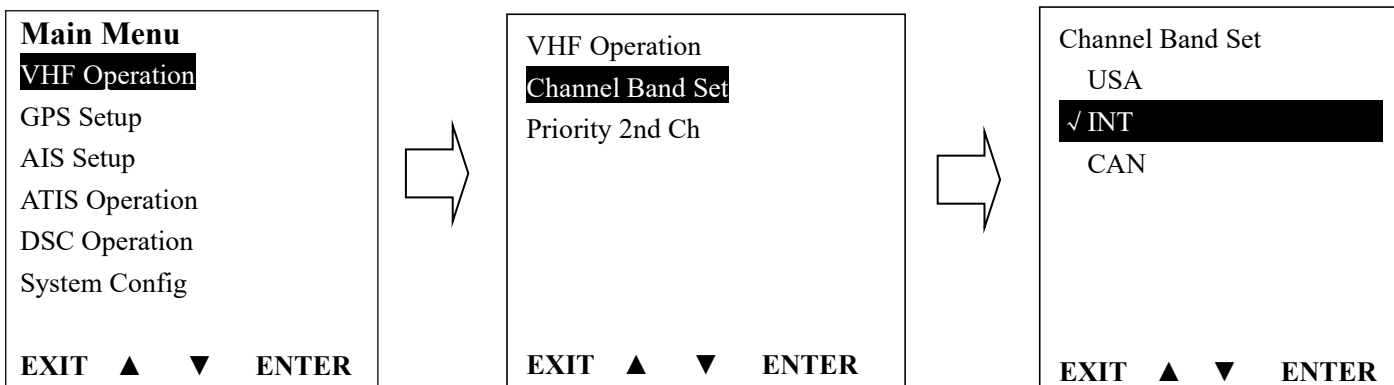 Main Menu
VHF Operation
GPS Setup
AIS Setup
ATIS Operation
DSC Operation
System Config
EXIT ▲ ▼ ENTER
VHF Operation
Channel Band Set
Priority 2nd Ch
EXIT ▲ ▼ ENTER
Channel Band Set
USA
√ INT
CAN
EXIT ▲ ▼ ENTER